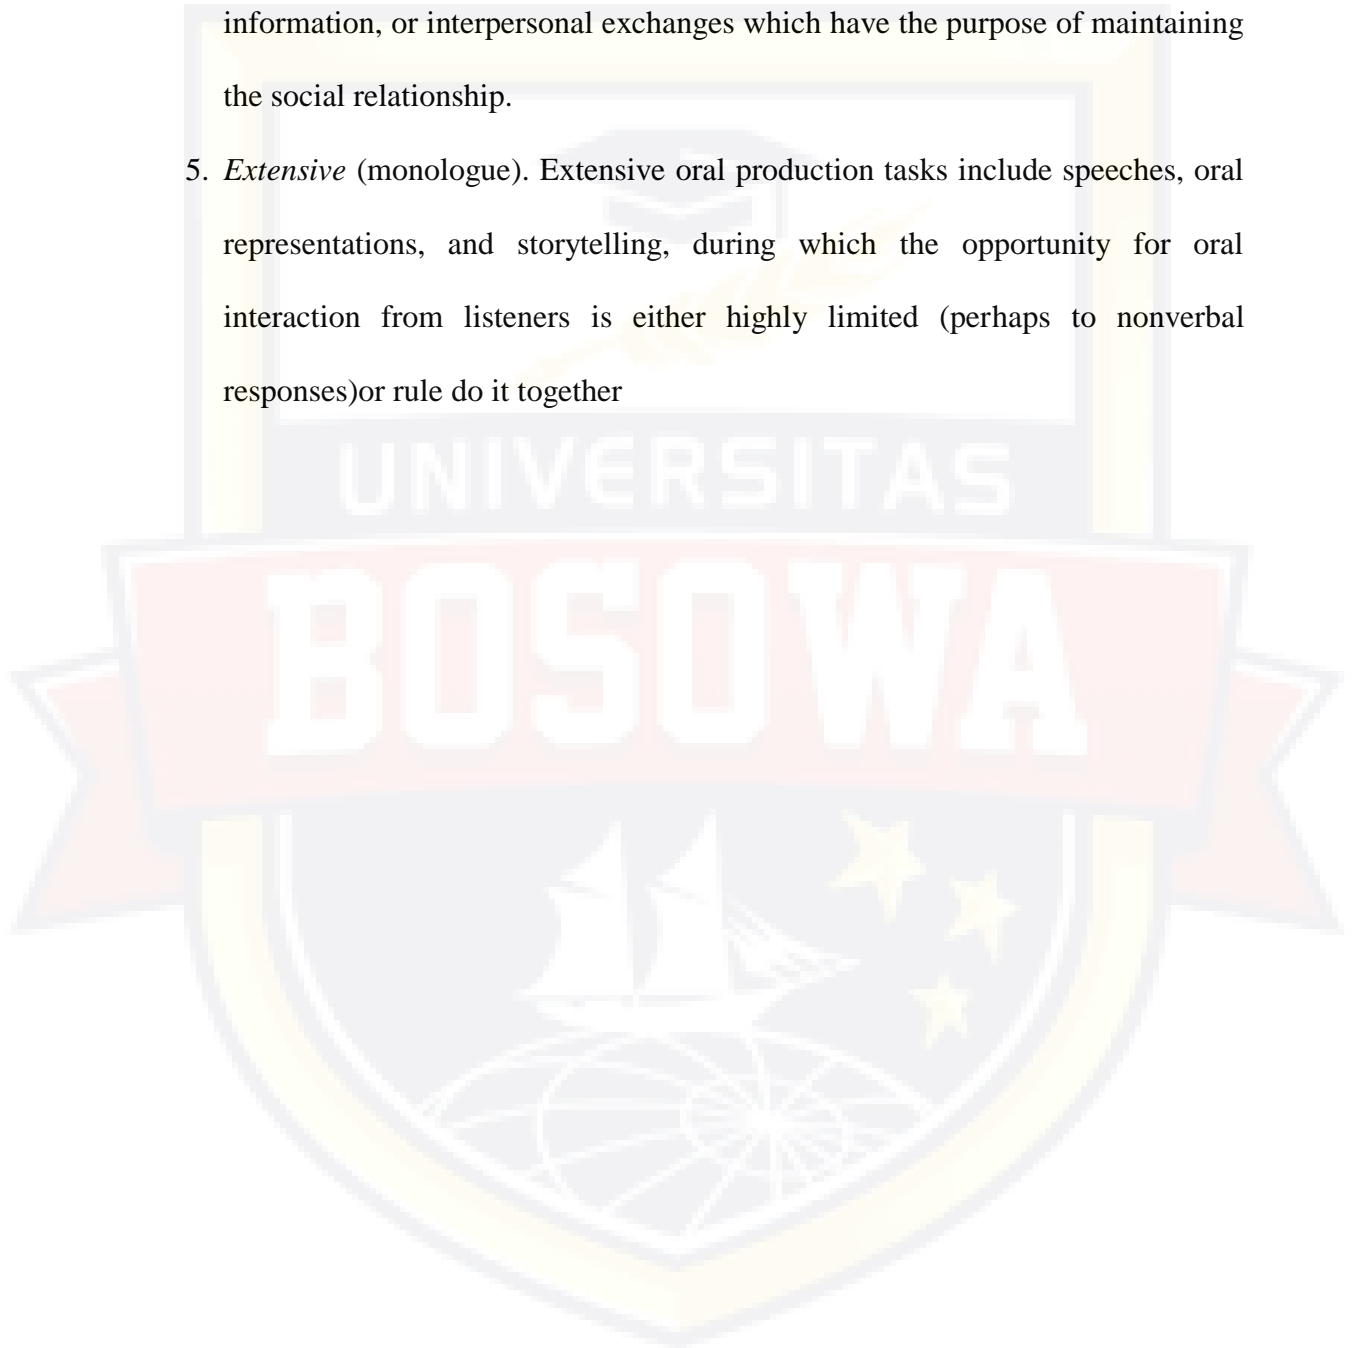 information, or interpersonal exchanges which have the purpose of maintaining
the social relationship.
5. Extensive (monologue). Extensive oral production tasks include speeches, oral
representations, and storytelling, during which the opportunity for oral
interaction from listeners is either highly limited (perhaps to nonverbal
responses)or rule do it together
UNIVERSITAS
BOSOWA